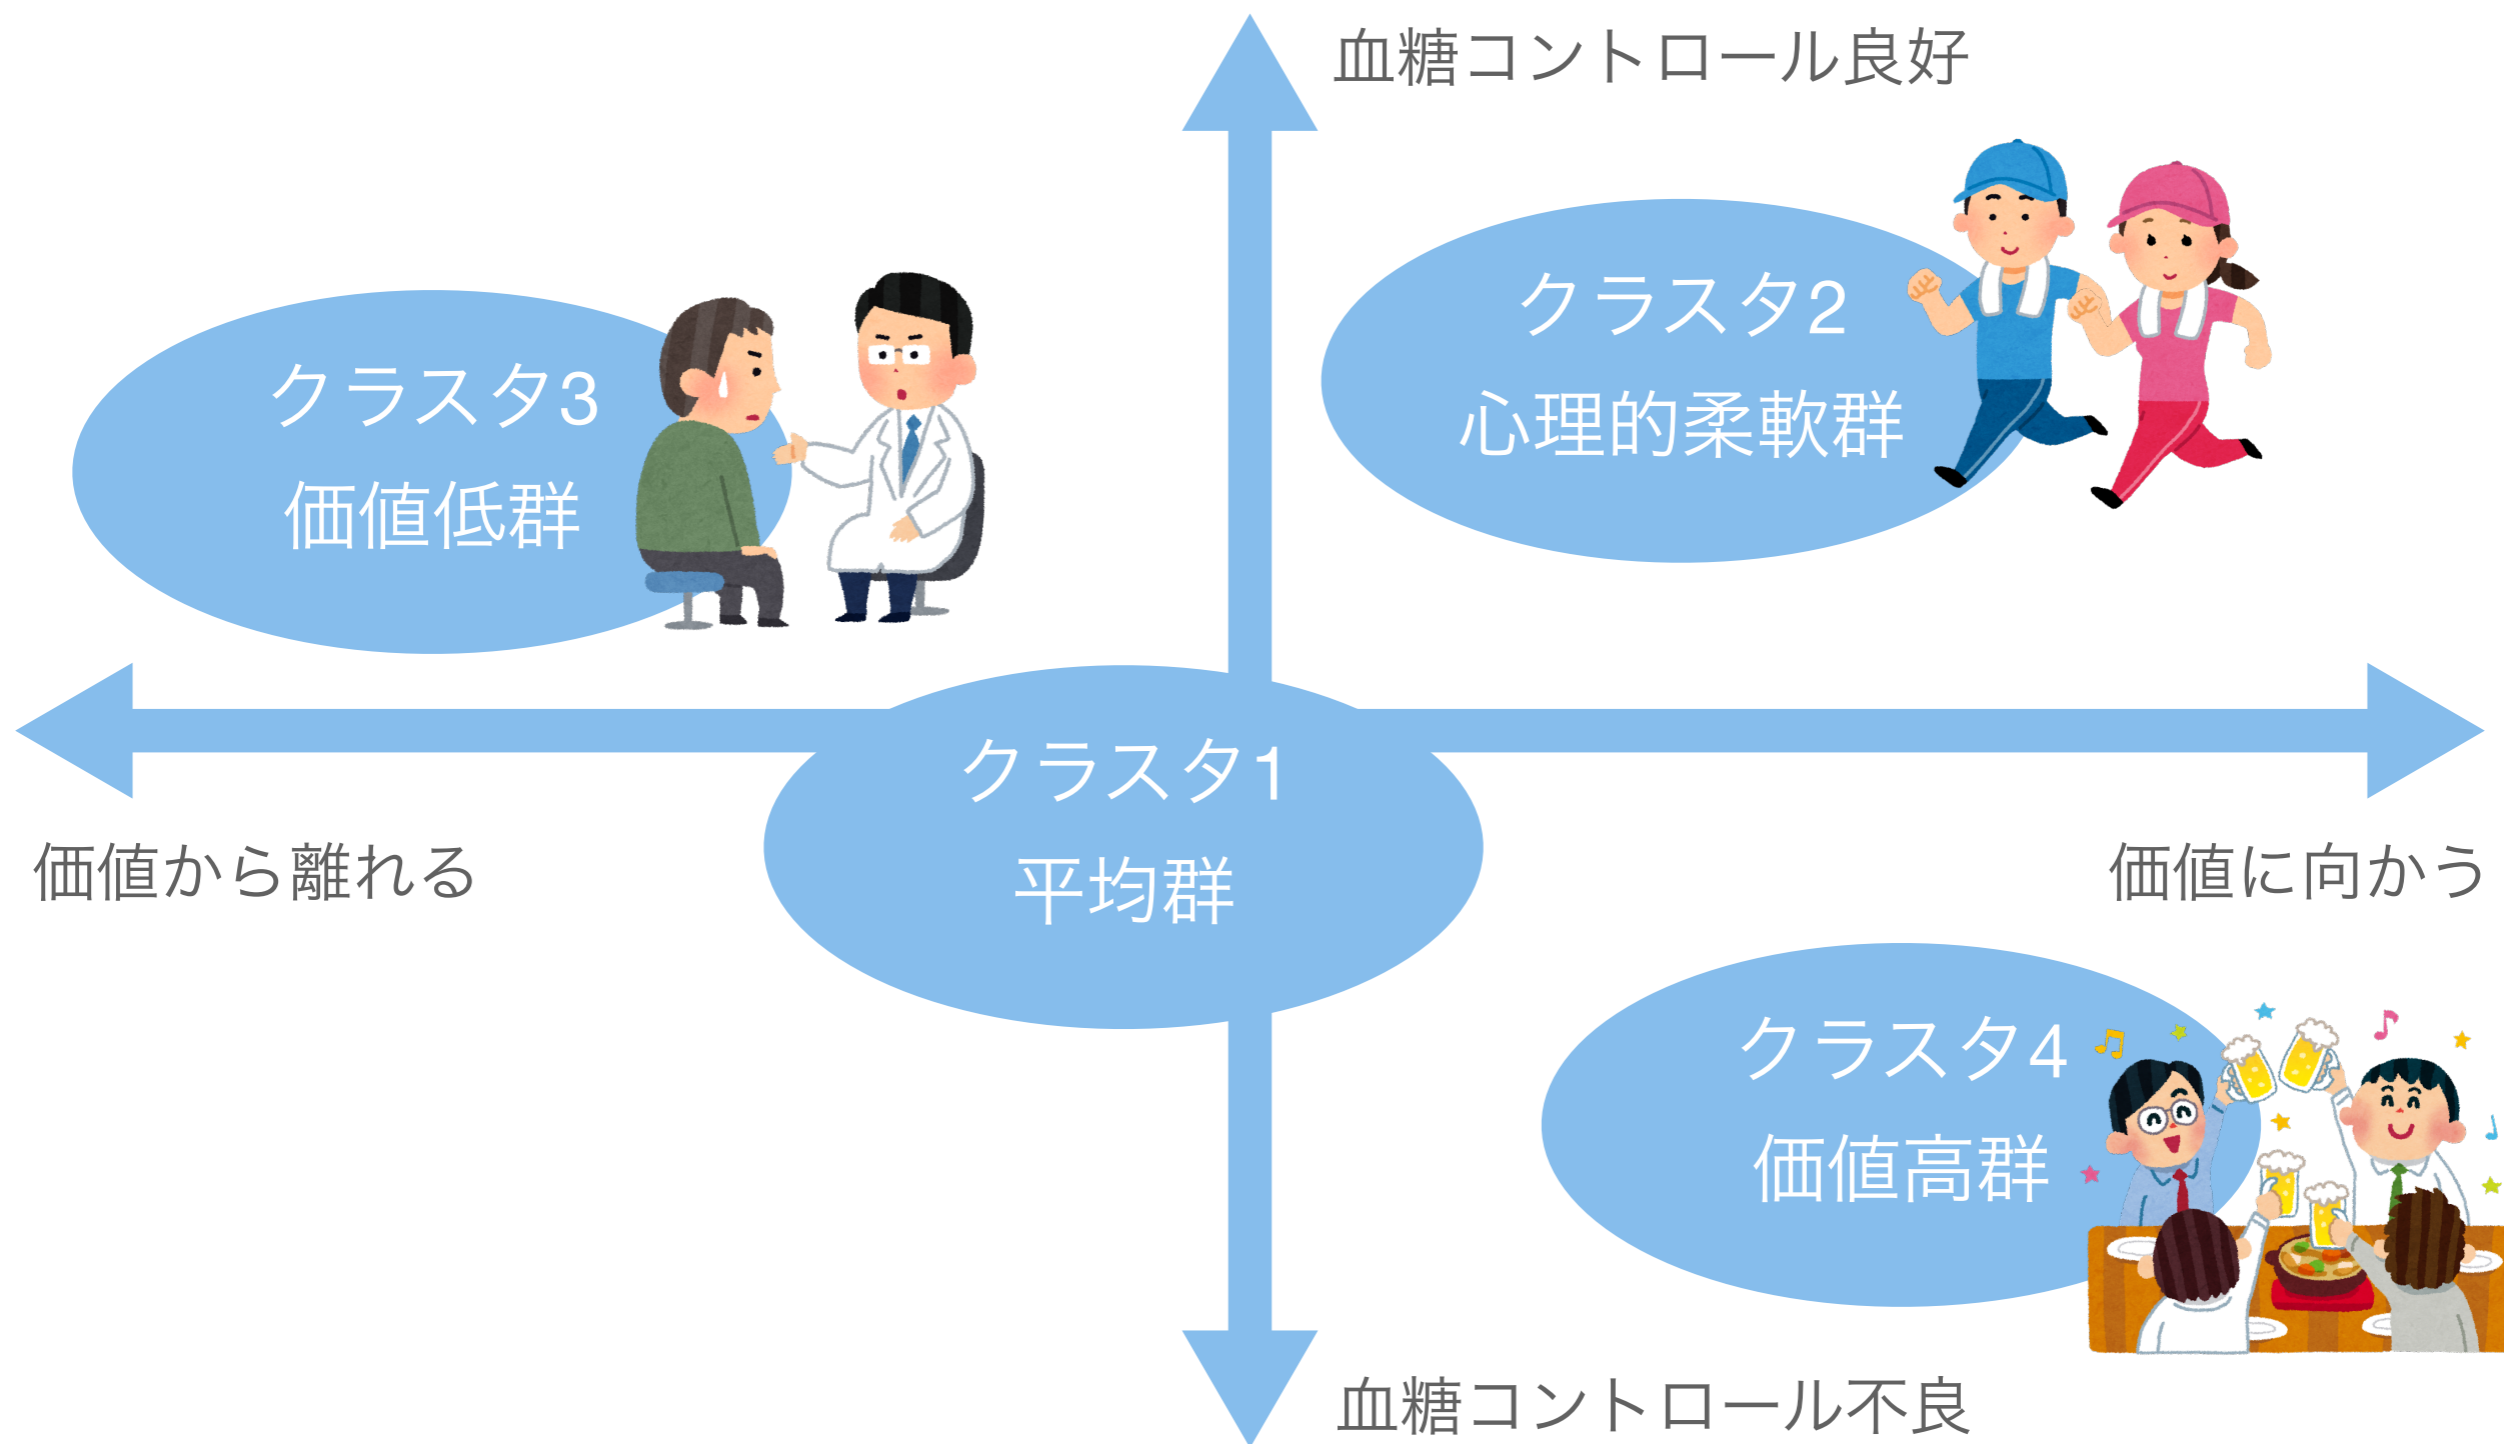 血糖コントロール良好
クラスタ2
心理的柔軟群
クラスタ3
価値低群
クラスタ1
平均群
価値から離れる
価値に向かう
クラスタ4
価値高群
血糖コントロール不良